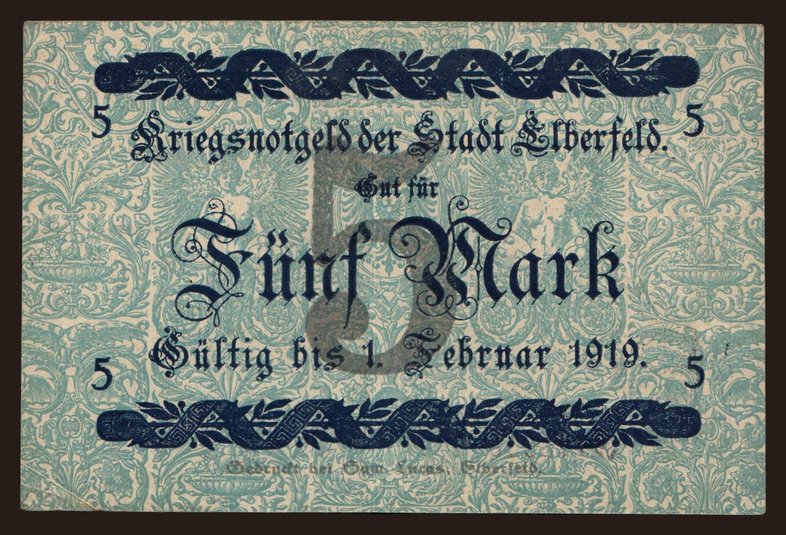 5 5
Kriegsnotgeld der Stadt Elberfeld.
Gut für
Fünf Mark
5
Gültig bis 1. Februar 1919.
5 5
Gedruckt bei Sam. Lucas, Elberfeld.